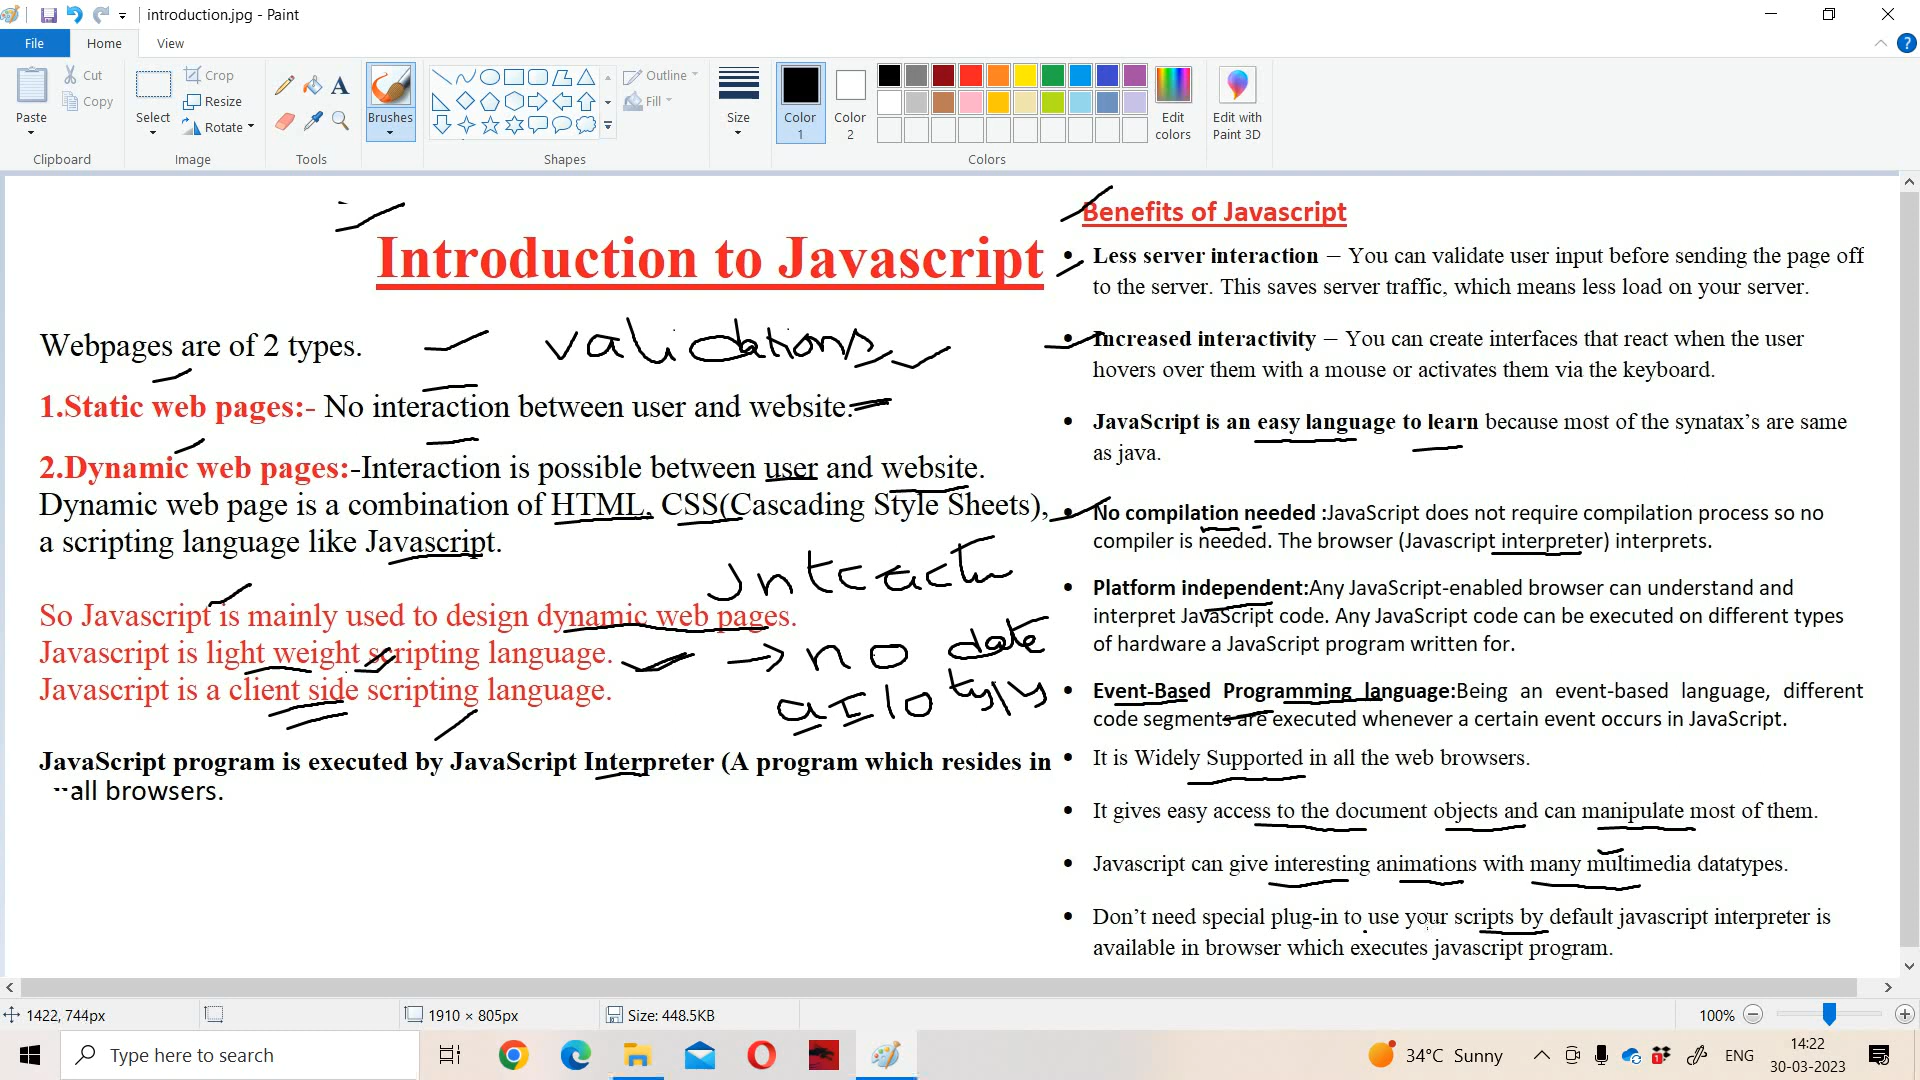 introduction.jpg - Paint
File
Home
View
Paste
Cut
Copy
Clipboard
Select
Crop
Resize
Rotate
Image
A
Tools
Brushes
Outline
Fill
Shapes
Size
Color
1
Color
2
Edit
colors
Colors
Edit with
Paint 3D
Introduction to Javascript
Webpages are of 2 types.
validations
1.Static web pages:- No interaction between user and website.
2.Dynamic web pages:-Interaction is possible between user and website.
Dynamic web page is a combination of HTML, CSS(Cascading Style Sheets),
a scripting language like Javascript.
So Javascript is mainly used to design dynamic web pages.
Javascript is light weight scripting language.
no date
Javascript is a client side scripting language.
JavaScript program is executed by JavaScript Interpreter (A program which resides in
all browsers.
Benefits of Javascript
• Less server interaction – You can validate user input before sending the page off
to the server. This saves server traffic, which means less load on your server.
• Increased interactivity – You can create interfaces that react when the user
hovers over them with a mouse or activates them via the keyboard.
• JavaScript is an easy language to learn because most of the synatax's are same
as java.
• No compilation needed :JavaScript does not require compilation process so no
compiler is needed. The browser (Javascript interpreter) interprets.
• Platform independent:Any JavaScript-enabled browser can understand and
interpret JavaScript code. Any JavaScript code can be executed on different types
of hardware a JavaScript program written for.
• Event-Based Programming language:Being an event-based language, different
code segments are executed whenever a certain event occurs in JavaScript.
• It is Widely Supported in all the web browsers.
• It gives easy access to the document objects and can manipulate most of them.
• Javascript can give interesting animations with many multimedia datatypes.
• Don't need special plug-in to use your scripts by default javascript interpreter is
available in browser which executes javascript program.
1422, 744px
1910 × 805px
Size: 448.5KB
100%
Type here to search
34°C Sunny
ENG
14:22
30-03-2023